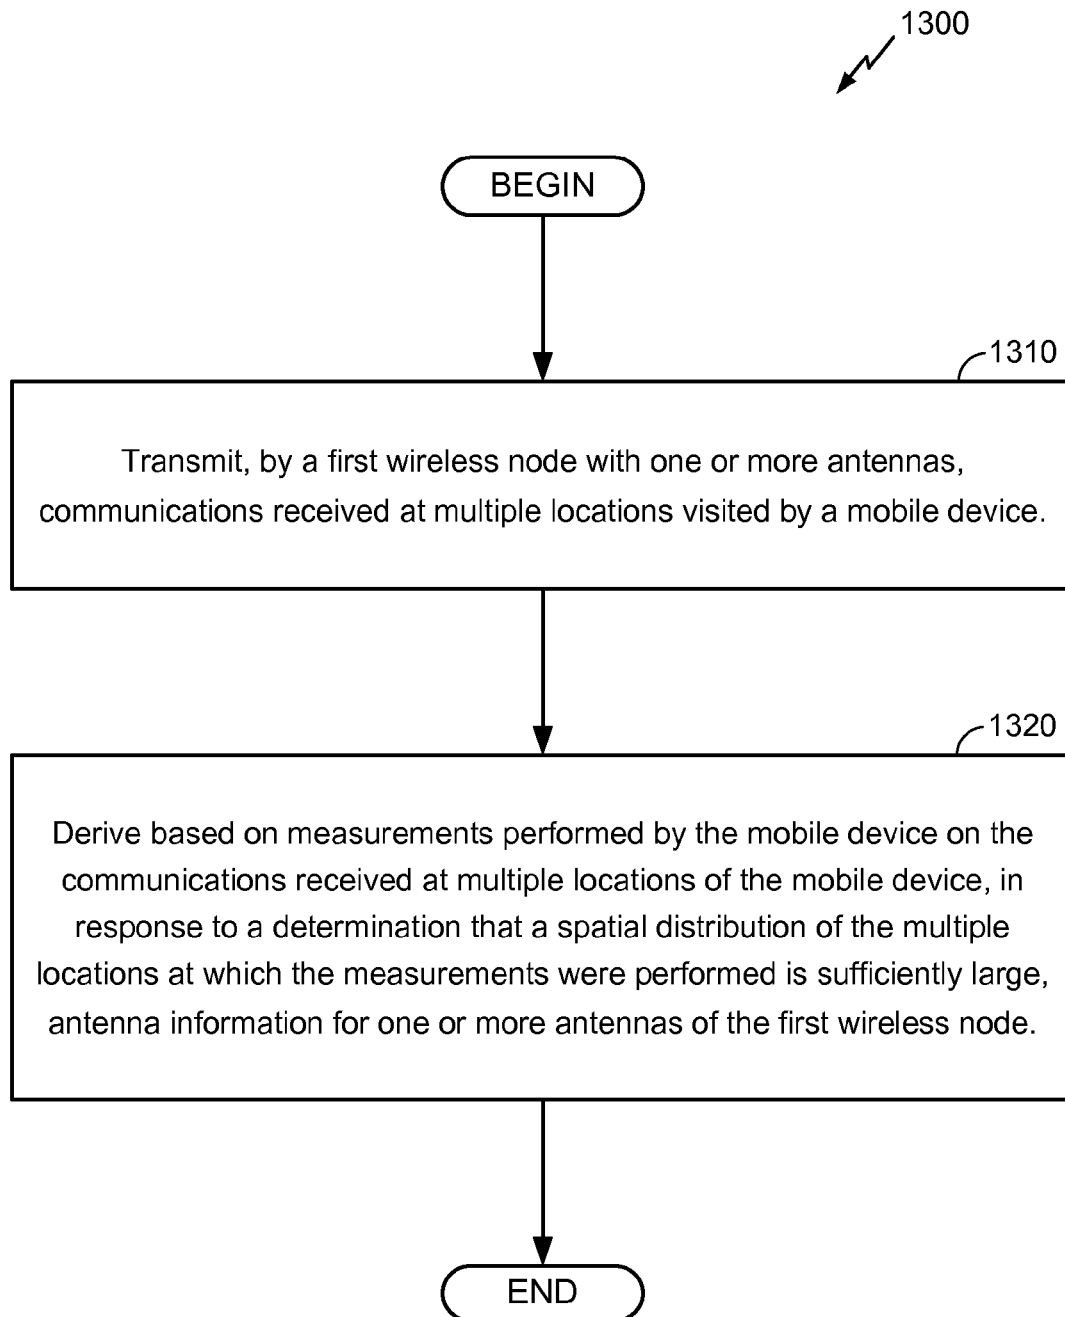 1300
BEGIN
1310
Transmit, by a first wireless node with one or more antennas,
communications received at multiple locations visited by a mobile device.
1320
Derive based on measurements performed by the mobile device on the
communications received at multiple locations of the mobile device, in
response to a determination that a spatial distribution of the multiple
locations at which the measurements were performed is sufficiently large,
antenna information for one or more antennas of the first wireless node.
END